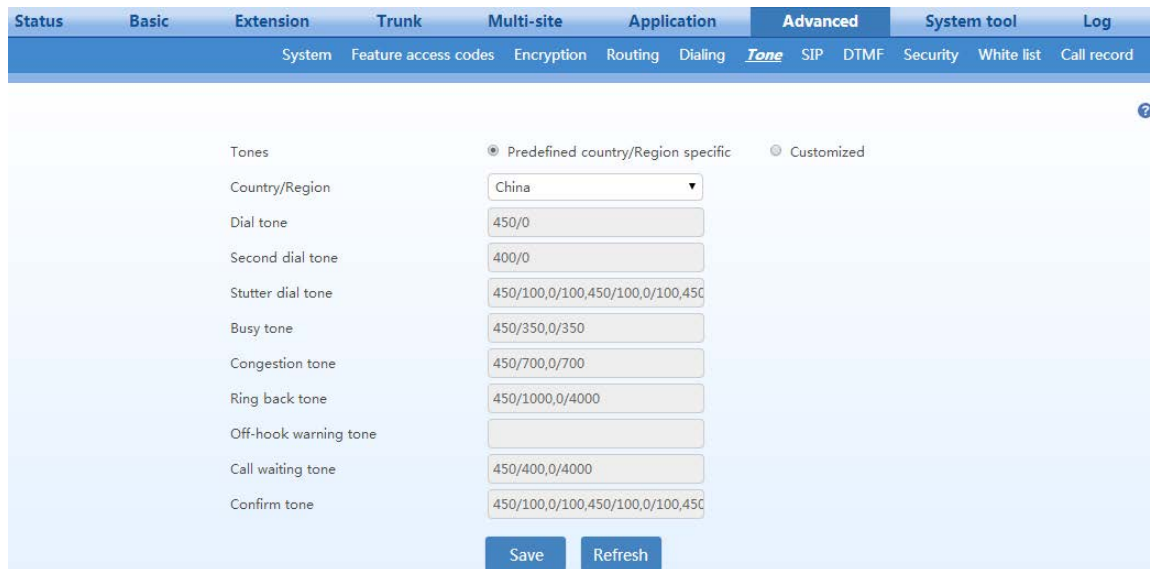 Status Basic Extension Trunk Multi-site Application Advanced System tool Log
System Feature access codes Encryption Routing Dialing Tone SIP DTMF Security White list Call record
?
Tones Predefined country/Region specific Customized
Country/Region China
Dial tone 450/0
Second dial tone 400/0
Stutter dial tone 450/100,0/100,450/100,0/100,450
Busy tone 450/350,0/350
Congestion tone 450/700,0/700
Ring back tone 450/1000,0/4000
Off-hook warning tone
Call waiting tone 450/400,0/4000
Confirm tone 450/100,0/100,450/100,0/100,450
Save Refresh